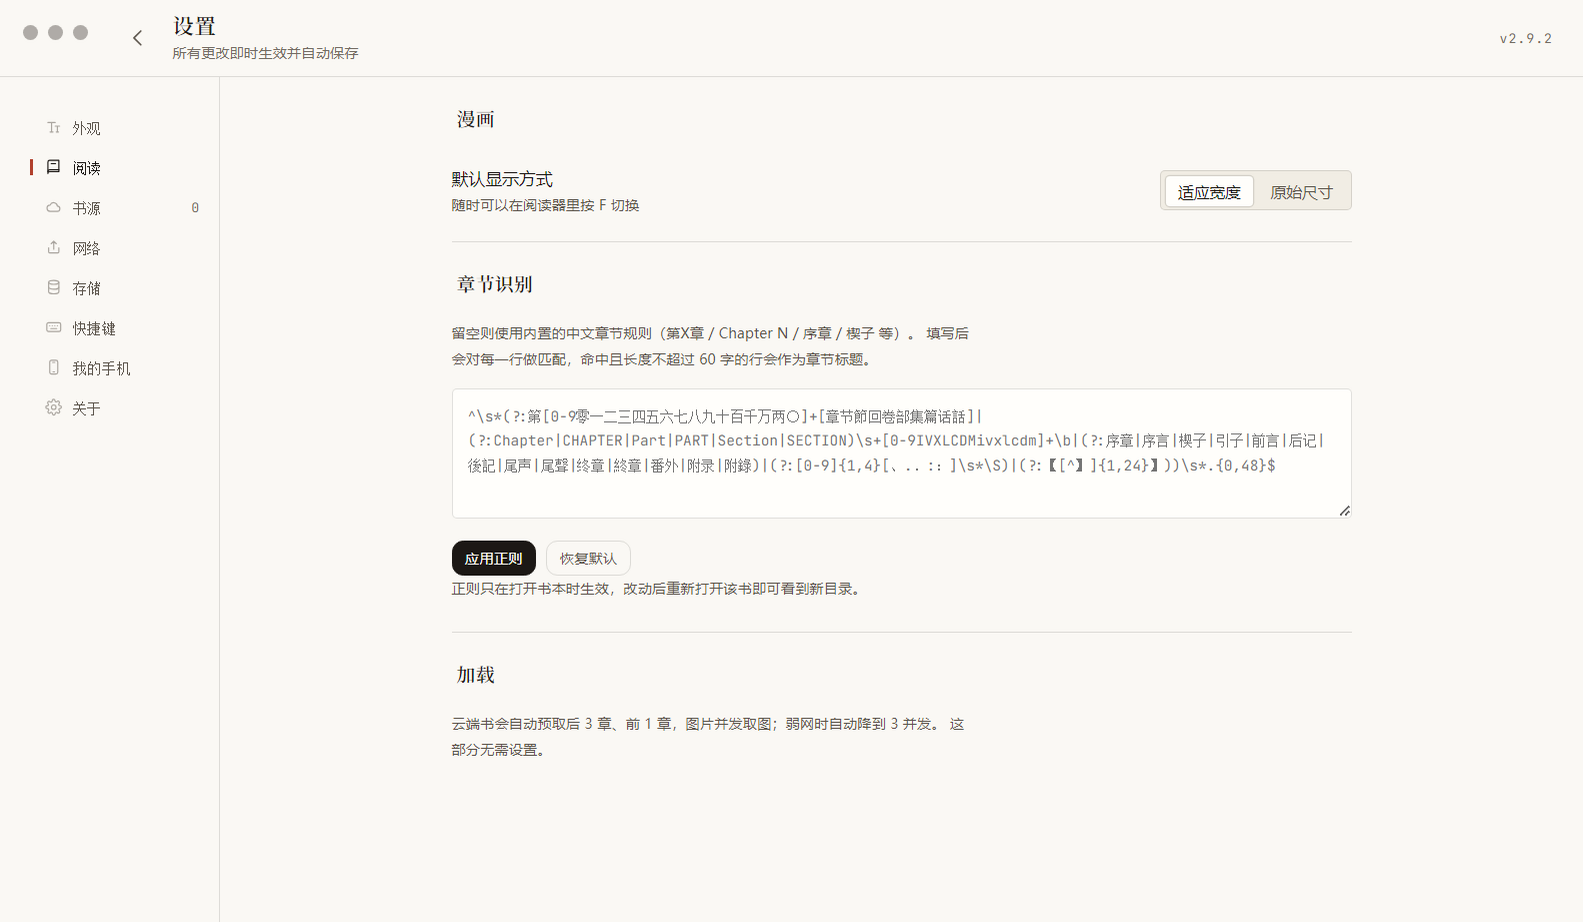 设置
所有更改即时生效并自动保存
v2.9.2
外观
阅读
书源
0
网络
存储
快捷键
我的手机
关于
漫画
默认显示方式
随时可以在阅读器里按 F 切换
适应宽度
原始尺寸
章节识别
留空则使用内置的中文章节规则（第X章 / Chapter N / 序章 / 楔子 等）。 填写后
会对每一行做匹配，命中且长度不超过 60 字的行会作为章节标题。
^\s*(?:第[0-9零一二三四五六七八九十百千万两〇]+[章节節回卷部集篇话話]|
(?:Chapter|CHAPTER|Part|PART|Section|SECTION)\s+[0-9IVXLCDMivxlcdm]+\b|(?:序章|序言|楔子|引子|前言|后记|
後記|尾声|尾聲|终章|終章|番外|附录|附錄)|(?:[0-9]{1,4}[、.．:：]\s*\S)|(?:【[^】]{1,24}】))\s*.{0,48}$
应用正则
恢复默认
正则只在打开书本时生效，改动后重新打开该书即可看到新目录。
加载
云端书会自动预取后 3 章、前 1 章，图片并发取图；弱网时自动降到 3 并发。 这
部分无需设置。